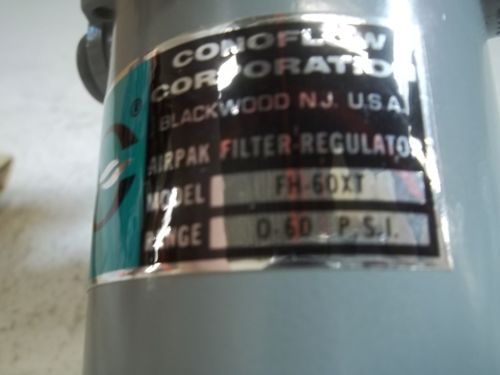 CONOFLOW
CORPORATION
BLACKWOOD N.J. U.S.A.
AIRPAK FILTER-REGULATOR
MODEL FH-60XT
RANGE 0-60 P.S.I.